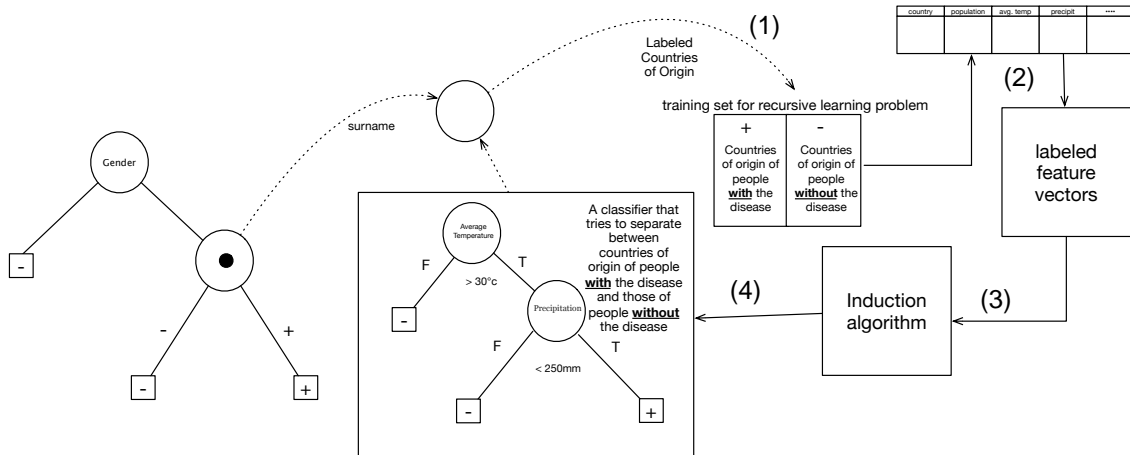 (1)
country population avg. temp precipit ....
Labeled
Countries
of Origin
(2)
training set for recursive learning problem
surname
+
-
Countries
of origin of
people
with the
disease
Countries
of origin of
people
without the
disease
labeled
feature
vectors
Gender
-
-
+
-
+
Average
Temperature
F
T
> 30°c
-
Precipitation
F
T
< 250mm
-
+
A classifier that
tries to separate
between
countries of
origin of people
with the disease
and those of
people without
the disease
(4)
Induction
algorithm
(3)